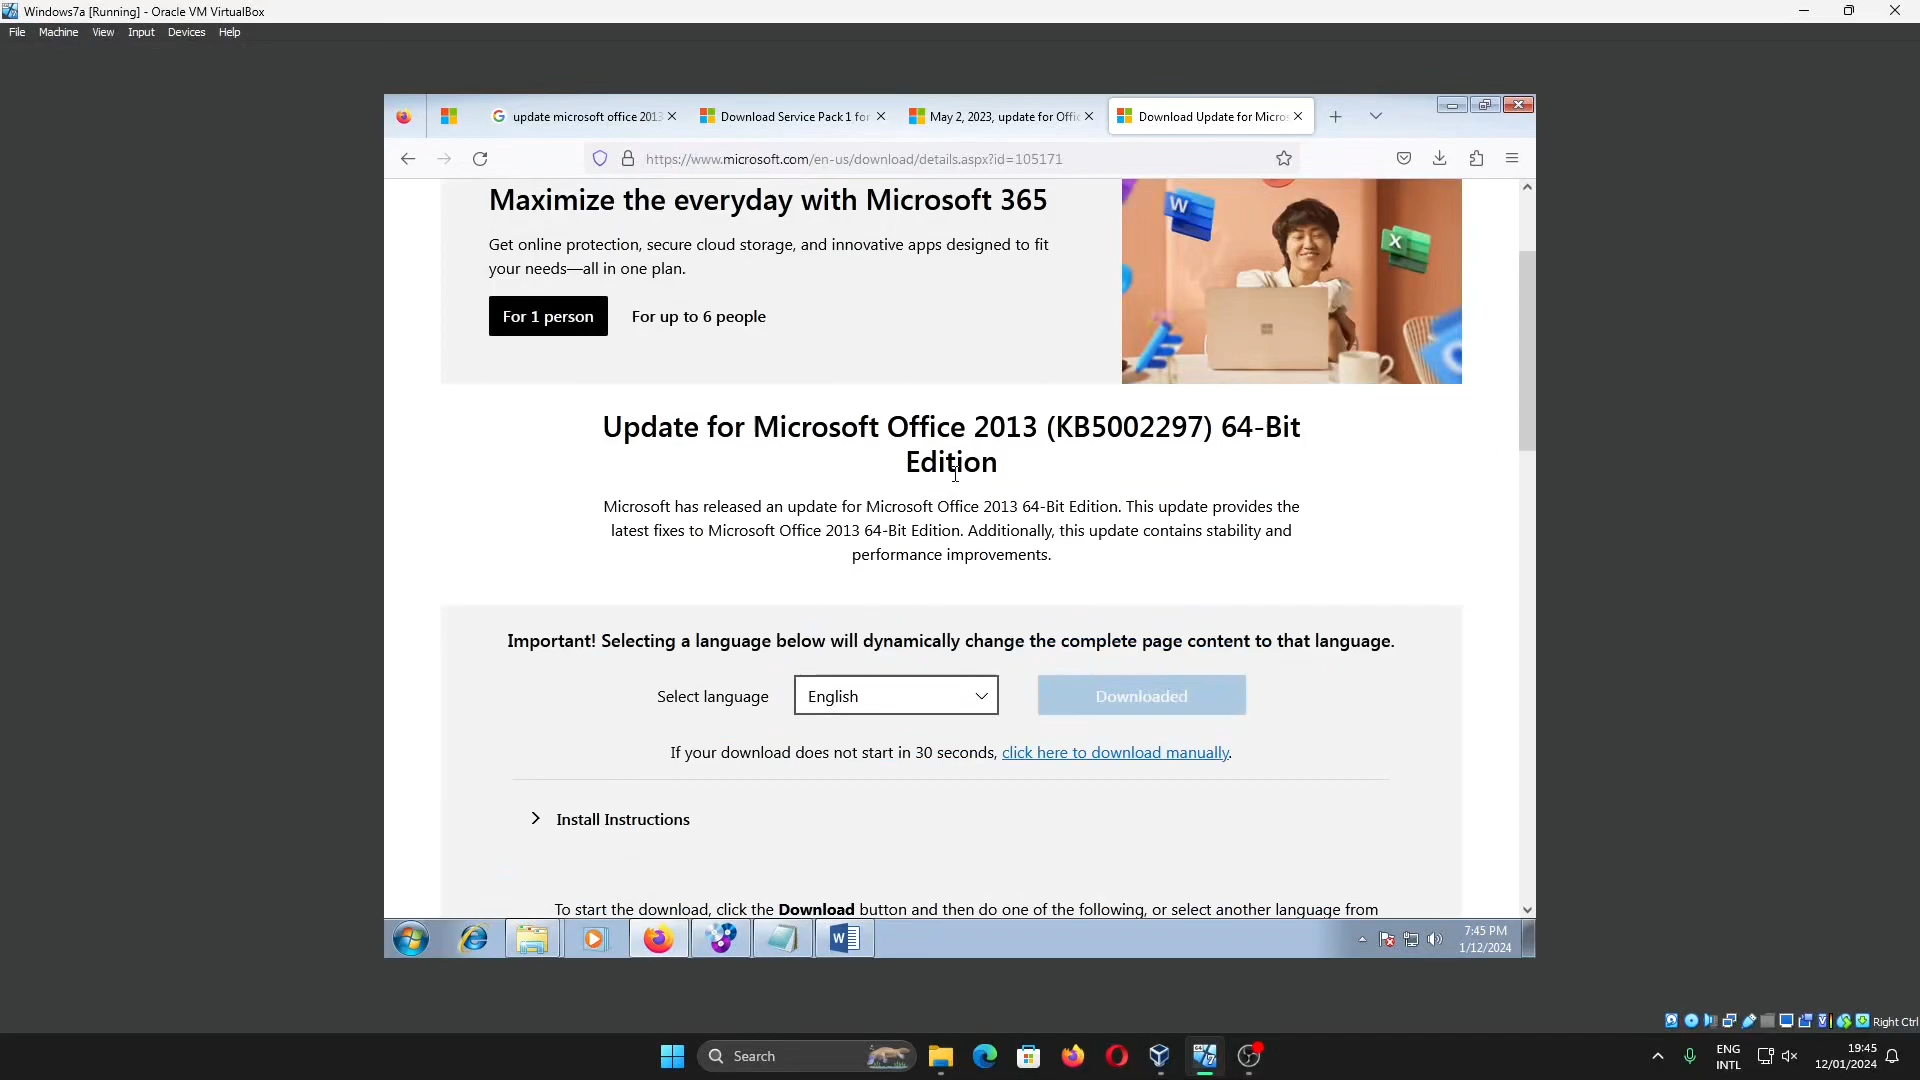 Windows7a [Running] - Oracle VM VirtualBox
File Machine View Input Devices Help
update microsoft office 2013
Download Service Pack 1 for
May 2, 2023, update for Offic
Download Update for Micros
https://www.microsoft.com/en-us/download/details.aspx?id=105171
Maximize the everyday with Microsoft 365
Get online protection, secure cloud storage, and innovative apps designed to fit
your needs—all in one plan.
For 1 person
For up to 6 people
Update for Microsoft Office 2013 (KB5002297) 64-Bit
Edition
Microsoft has released an update for Microsoft Office 2013 64-Bit Edition. This update provides the
latest fixes to Microsoft Office 2013 64-Bit Edition. Additionally, this update contains stability and
performance improvements.
Important! Selecting a language below will dynamically change the complete page content to that language.
Select language
English
Downloaded
If your download does not start in 30 seconds, click here to download manually.
Install Instructions
To start the download, click the Download button and then do one of the following, or select another language from
7:45 PM
1/12/2024
Right Ctrl
Search
ENG
INTL
19:45
12/01/2024